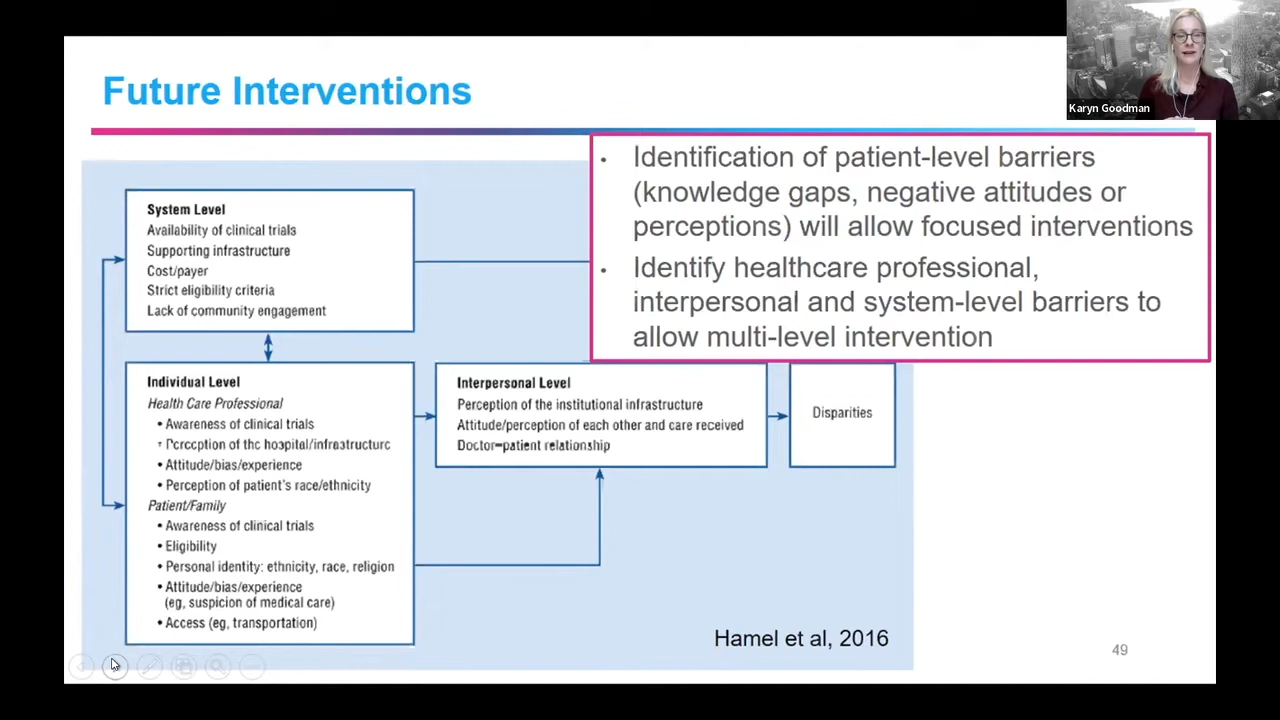 Karyn Goodman
Future Interventions
• Identification of patient-level barriers
(knowledge gaps, negative attitudes or
perceptions) will allow focused interventions
• Identify healthcare professional,
interpersonal and system-level barriers to
allow multi-level intervention
System Level
Availability of clinical trials
Supporting infrastructure
Cost/payer
Strict eligibility criteria
Lack of community engagement
Individual Level
Health Care Professional
• Awareness of clinical trials
• Perception of the hospital/infrastructure
• Attitude/bias/experience
• Perception of patient's race/ethnicity
Patient/Family
• Awareness of clinical trials
• Eligibility
• Personal identity: ethnicity, race, religion
• Attitude/bias/experience
(eg, suspicion of medical care)
• Access (eg, transportation)
Interpersonal Level
Perception of the institutional infrastructure
Attitude/perception of each other and care received
Doctor–patient relationship
Disparities
Hamel et al, 2016
49